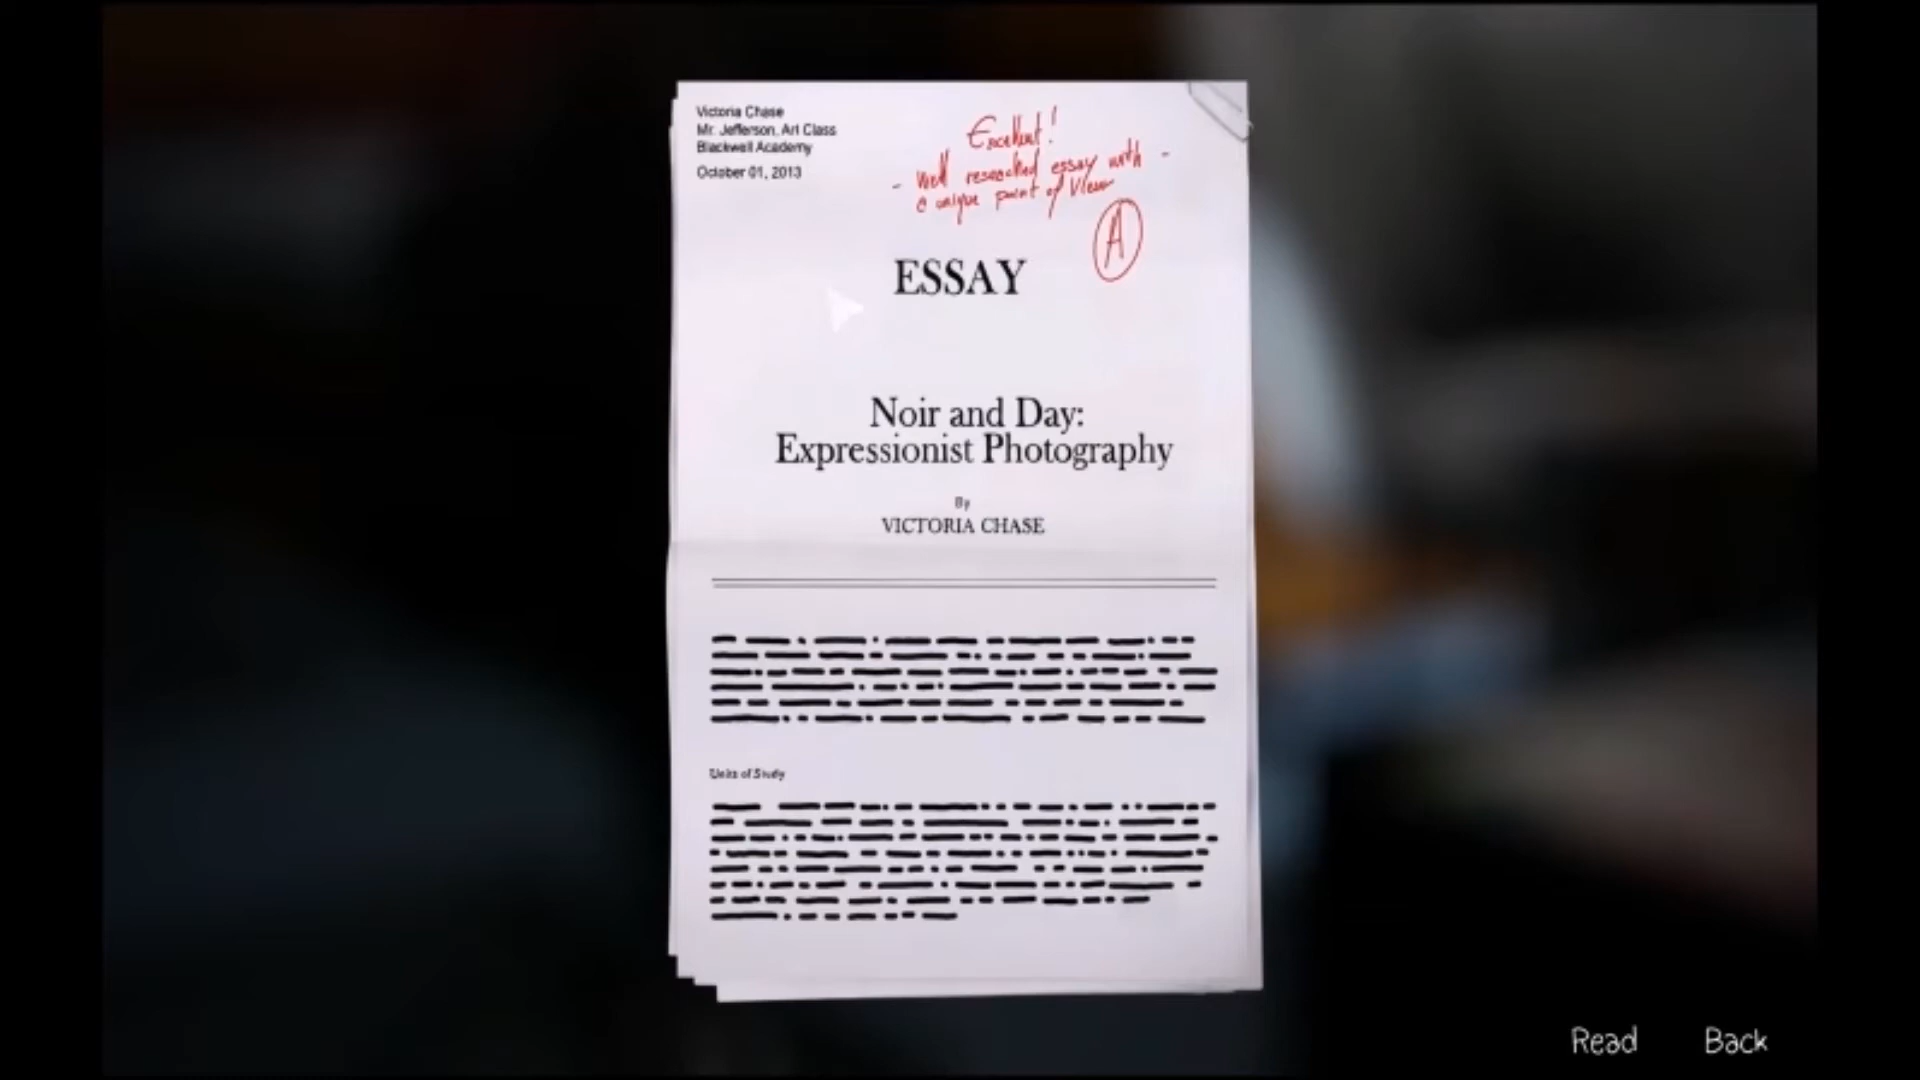 Victoria Chase
Mr. Jefferson, Art Class
Blackwell Academy
October 01, 2013
Excellent!
- Well researched essay with -
a unique point of View
A
ESSAY
Noir and Day:
Expressionist Photography
By
VICTORIA CHASE
Units of Study
Read Back